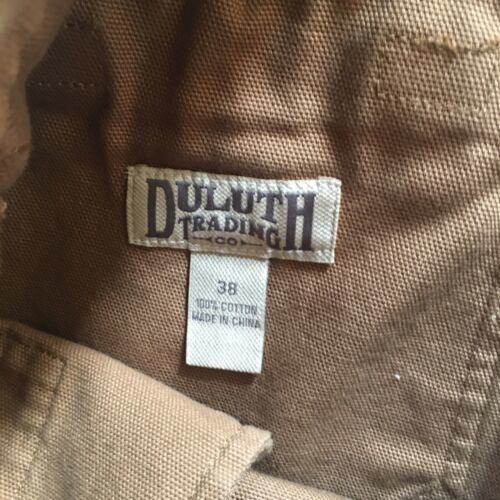 DULUTH
TRADING
CO
38
100% COTTON
MADE IN CHINA